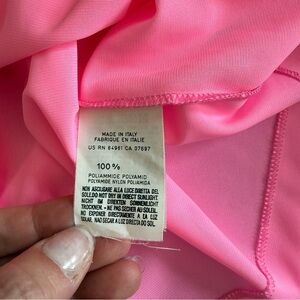 MADE IN ITALY
FABRIQUE EN ITALIE
US RN 84961 CA 07697
100 %
POLIAMMIDE POLYAMID
POLYAMIDE NYLON POLIAMIDA
NON ASCIUGARE ALLA LUCE DIRETTA DEL
SOLE.DO NOT DRY IN DIRECT SUNLIGHT.
NICHT IM DIREKTEN SONNENLICHT
TROCKNEN. • NE PAS SECHER AU SOLEIL.
NO EXPONER DIRECTAMENTE A LA LUZ
SOLAR. NÃO SECAR A LUZ DIRECTA DO SOL.